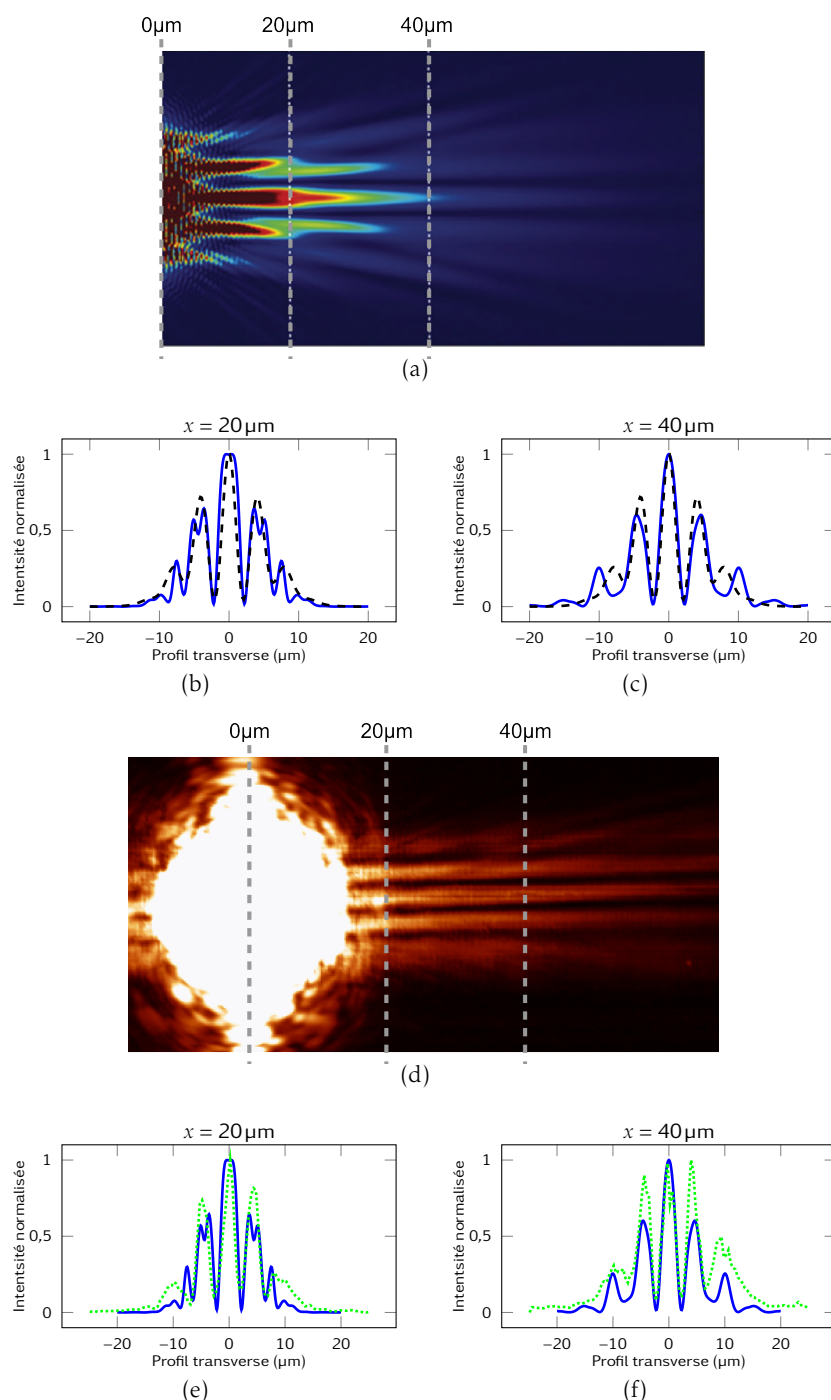 0µm 20µm 40µm
(a)
x = 20 µm
Intentsité normalisée
1
0,5
0
−20 −10 0 10 20
Profil transverse (µm)
(b)
x = 40 µm
Intentsité normalisée
1
0,5
0
−20 −10 0 10 20
Profil transverse (µm)
(c)
0µm 20µm 40µm
(d)
x = 20 µm
Intentsité normalisée
1
0,5
0
−20 −10 0 10 20
Profil transverse (µm)
(e)
x = 40 µm
Intentsité normalisée
1
0,5
0
−20 −10 0 10 20
Profil transverse (µm)
(f)